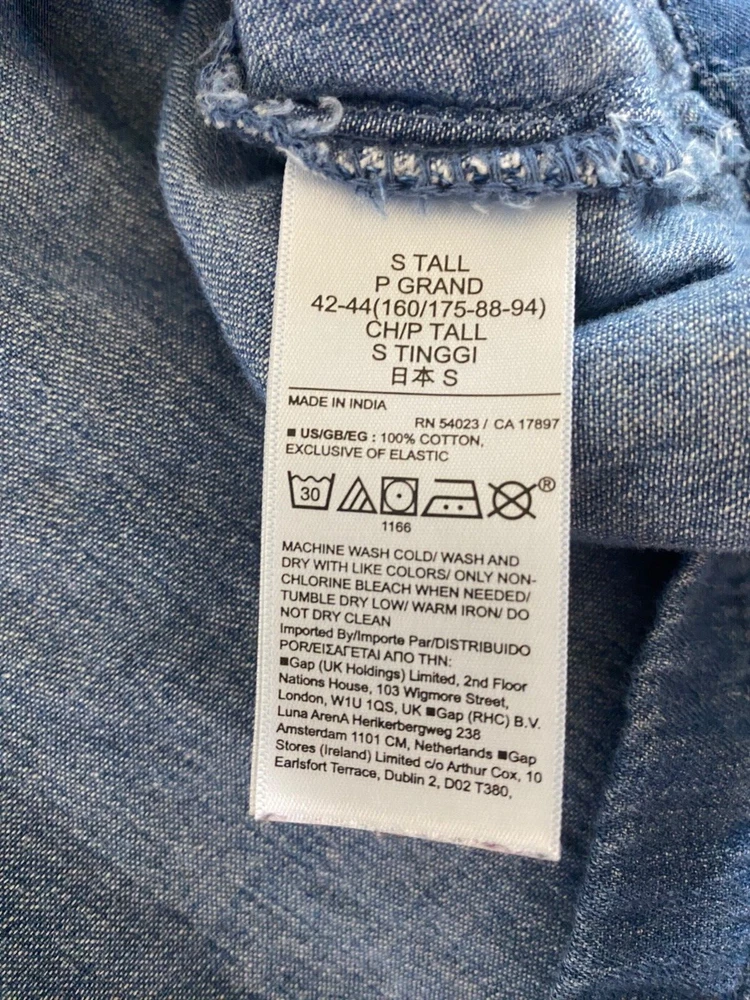 S TALL
P GRAND
42-44(160/175-88-94)
CH/P TALL
S TINGGI
日本 S
MADE IN INDIA
RN 54023 / CA 17897
■ US/GB/EG : 100% COTTON,
EXCLUSIVE OF ELASTIC
30
®
1166
MACHINE WASH COLD/ WASH AND
DRY WITH LIKE COLORS/ ONLY NON-
CHLORINE BLEACH WHEN NEEDED/
TUMBLE DRY LOW/ WARM IRON/ DO
NOT DRY CLEAN
Imported By/Importe Par/DISTRIBUIDO
POR/ΕΙΣΑΓΕΤΑΙ ΑΠΟ ΤΗΝ:
■Gap (UK Holdings) Limited, 2nd Floor
Nations House, 103 Wigmore Street,
London, W1U 1QS, UK ■Gap (RHC) B.V.
Luna ArenA Herikerbergweg 238
Amsterdam 1101 CM, Netherlands ■Gap
Stores (Ireland) Limited c/o Arthur Cox, 10
Earlsfort Terrace, Dublin 2, D02 T380,